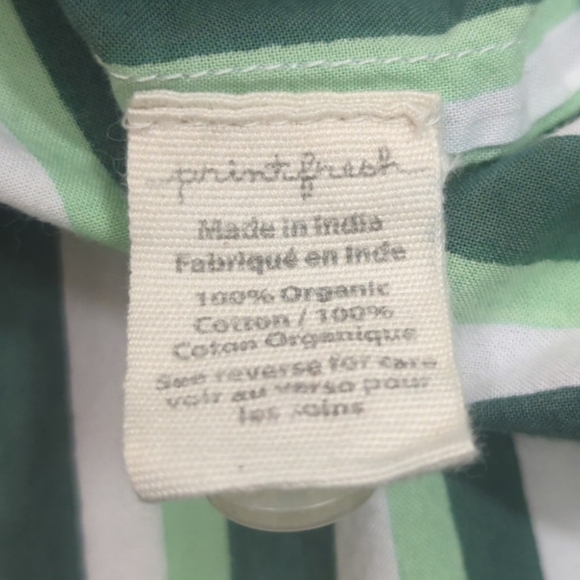 printfresh
Made in India
Fabriqué en Inde
100% Organic
Cotton / 100%
Coton Organique
See reverse for care
voir au verso pour
les soins